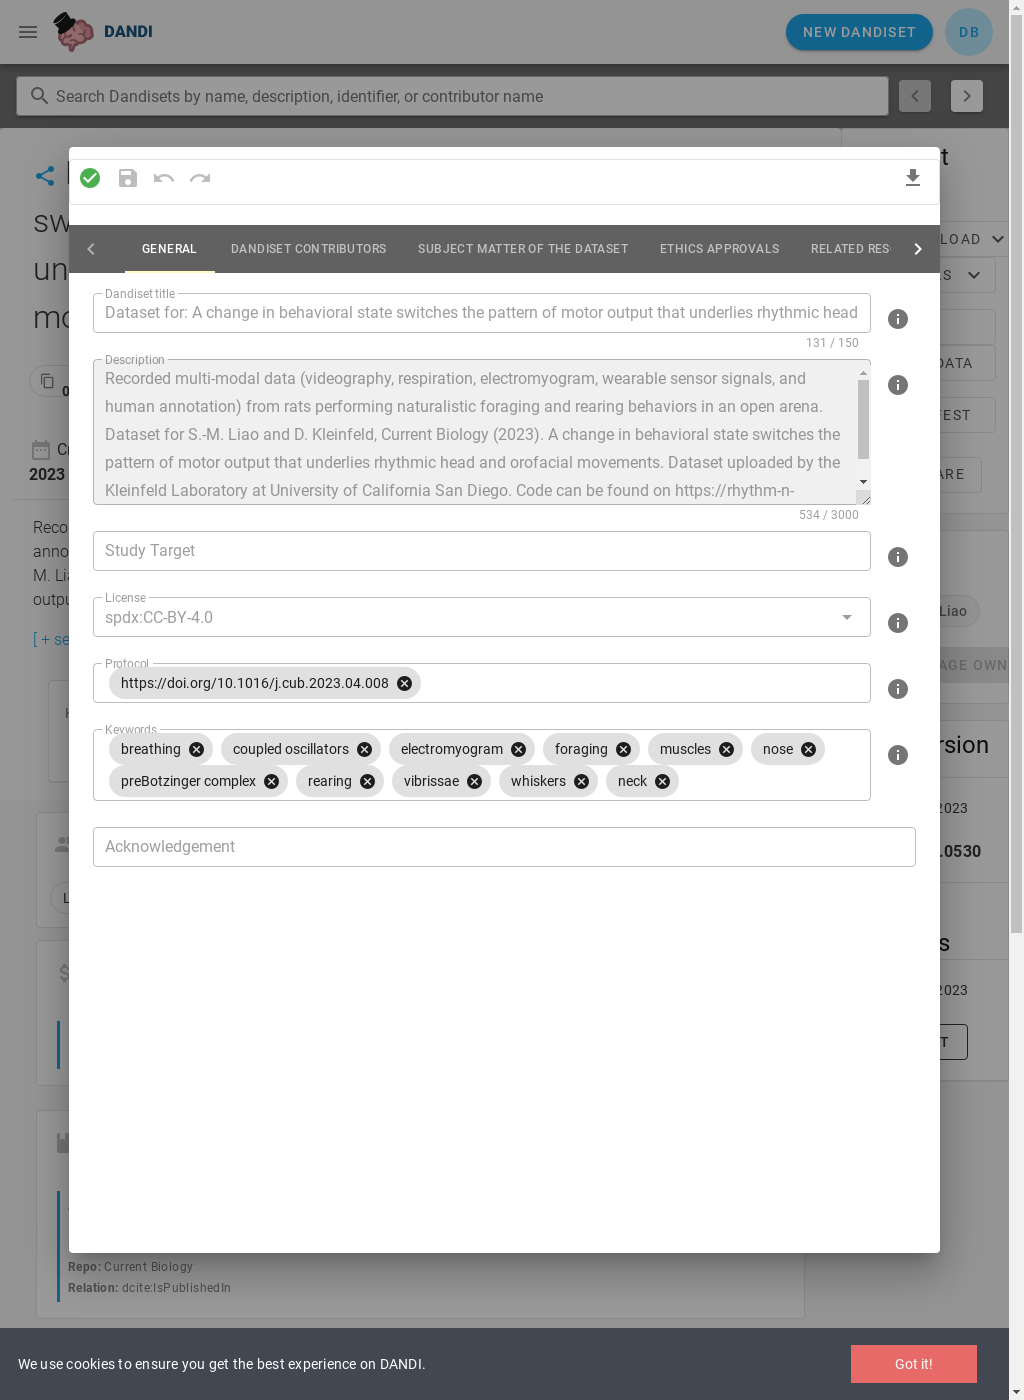 DANDI
NEW DANDISET
DB
Search Dandisets by name, description, identifier, or contributor name
GENERAL
DANDISET CONTRIBUTORS
SUBJECT MATTER OF THE DATASET
ETHICS APPROVALS
RELATED RES
Dandiset title
Dataset for: A change in behavioral state switches the pattern of motor output that underlies rhythmic head
131 / 150
Description
Recorded multi-modal data (videography, respiration, electromyogram, wearable sensor signals, and
human annotation) from rats performing naturalistic foraging and rearing behaviors in an open arena.
Dataset for S.-M. Liao and D. Kleinfeld, Current Biology (2023). A change in behavioral state switches the
pattern of motor output that underlies rhythmic head and orofacial movements. Dataset uploaded by the
Kleinfeld Laboratory at University of California San Diego. Code can be found on https://rhythm-n-
534 / 3000
Study Target
License
spdx:CC-BY-4.0
Protocol
https://doi.org/10.1016/j.cub.2023.04.008
Keywords
breathing
coupled oscillators
electromyogram
foraging
muscles
nose
preBotzinger complex
rearing
vibrissae
whiskers
neck
Acknowledgement
sw
un
mo
2023
Reco
anno
M. Lia
outpu
[ + se
LOAD
S
DATA
FEST
ARE
Liao
AGE OWN
rsion
2023
.0530
s
2023
T
Repo: Current Biology
Relation: dcite:IsPublishedIn
We use cookies to ensure you get the best experience on DANDI.
Got it!